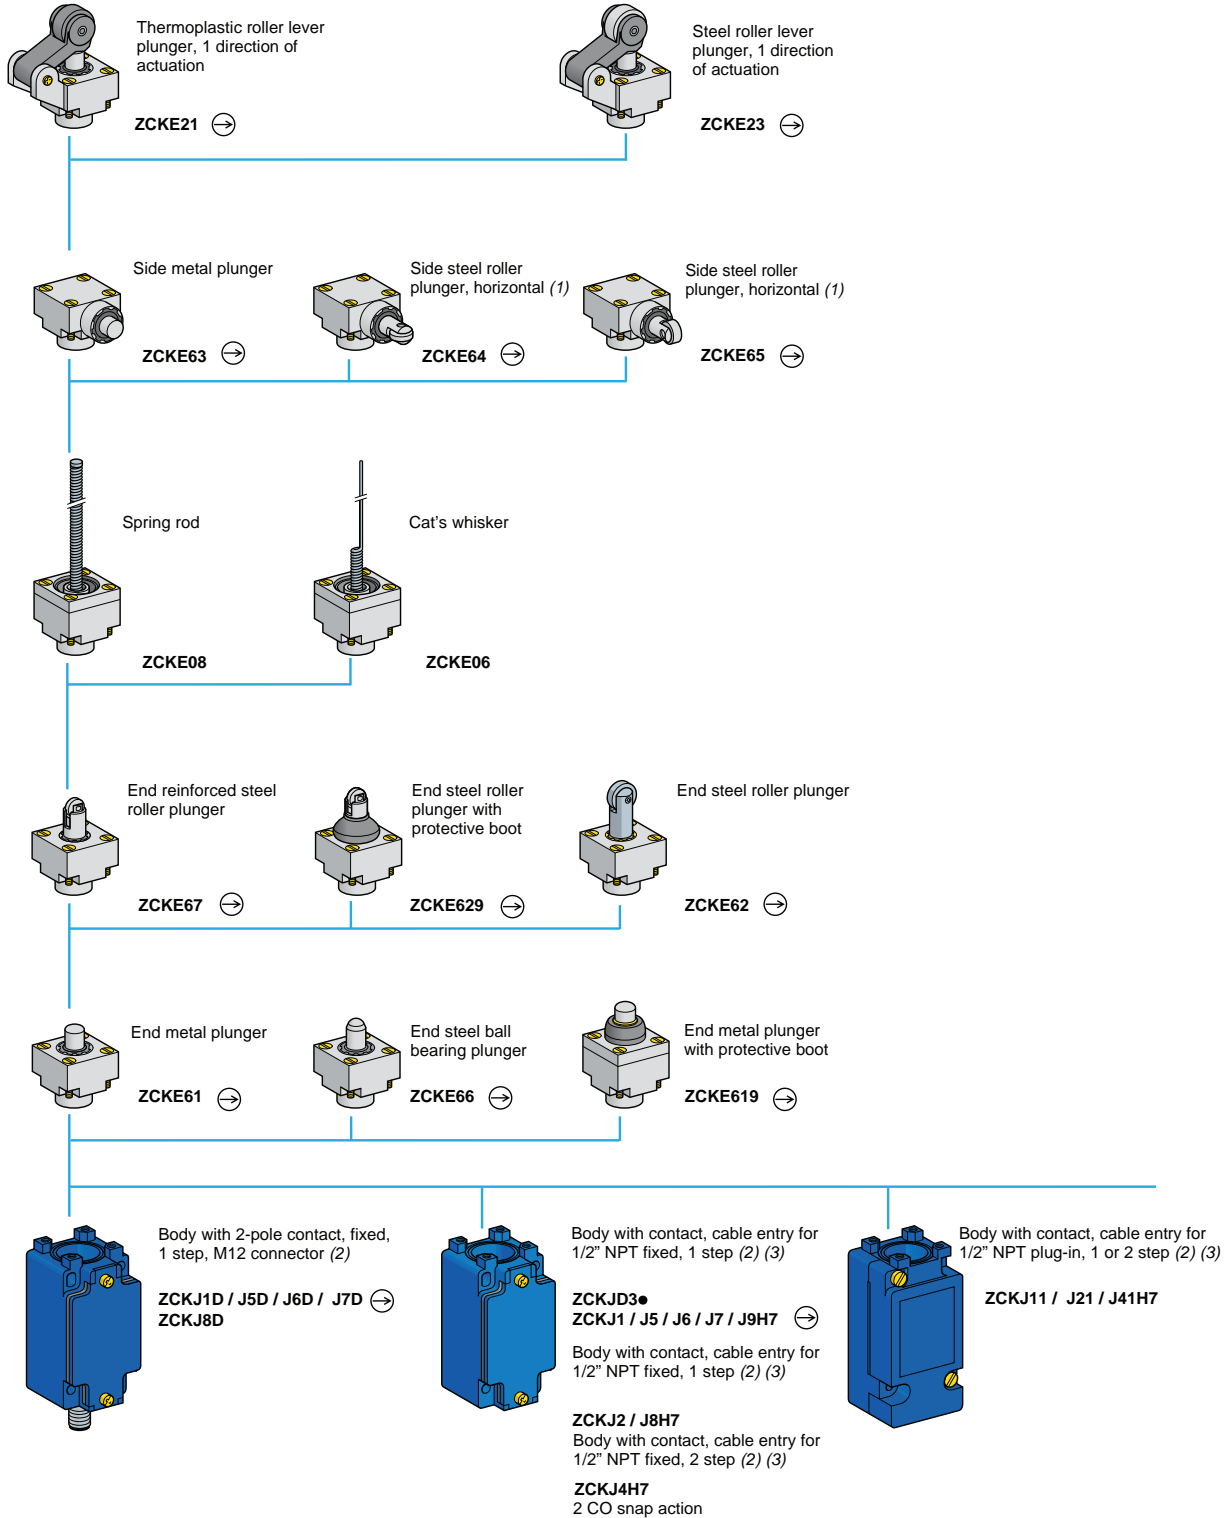 Thermoplastic roller lever
plunger, 1 direction of
actuation
ZCKE21
Steel roller lever
plunger, 1 direction
of actuation
ZCKE23
Side metal plunger
ZCKE63
Side steel roller
plunger, horizontal (1)
ZCKE64
Side steel roller
plunger, horizontal (1)
ZCKE65
Spring rod
ZCKE08
Cat's whisker
ZCKE06
End reinforced steel
roller plunger
ZCKE67
End steel roller
plunger with
protective boot
ZCKE629
End steel roller plunger
ZCKE62
End metal plunger
ZCKE61
End steel ball
bearing plunger
ZCKE66
End metal plunger
with protective boot
ZCKE619
Body with 2-pole contact, fixed,
1 step, M12 connector (2)
ZCKJ1D / J5D / J6D / J7D
ZCKJ8D
Body with contact, cable entry for
1/2” NPT fixed, 1 step (2) (3)
ZCKJD3●
ZCKJ1 / J5 / J6 / J7 / J9H7
Body with contact, cable entry for
1/2” NPT fixed, 1 step (2) (3)
ZCKJ2 / J8H7
Body with contact, cable entry for
1/2” NPT fixed, 2 step (2) (3)
ZCKJ4H7
2 CO snap action
Body with contact, cable entry for
1/2” NPT plug-in, 1 or 2 step (2) (3)
ZCKJ11 / J21 / J41H7